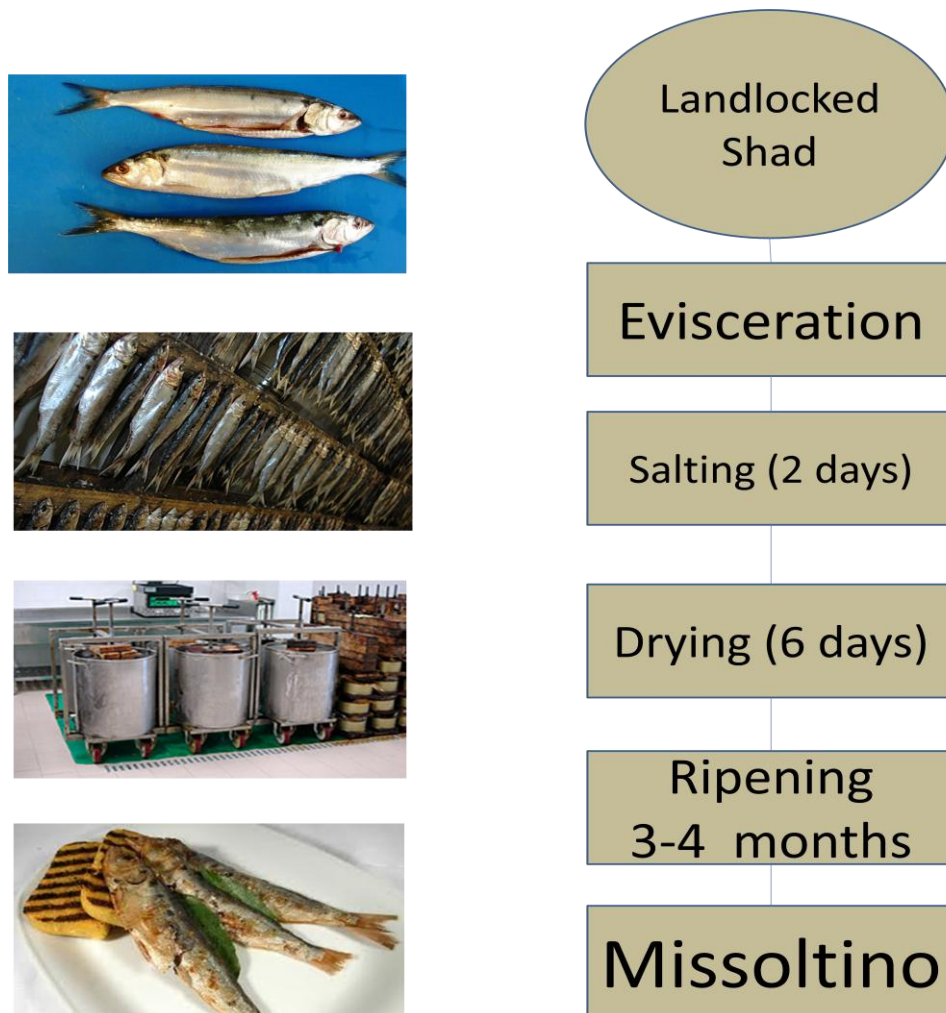 Landlocked
Shad
Evisceration
Salting (2 days)
Drying (6 days)
Ripening
3-4 months
Missoltino